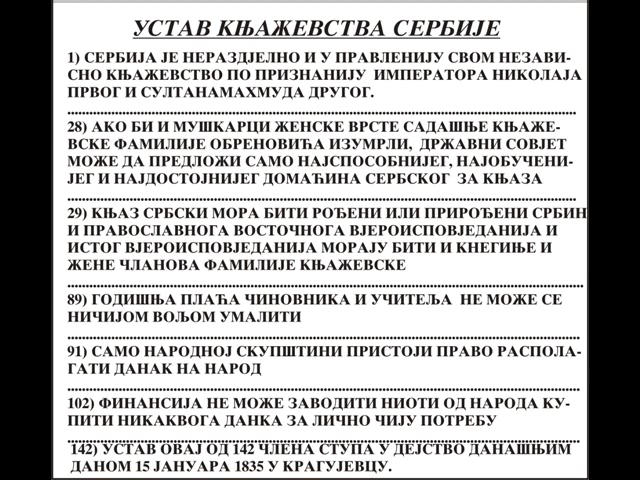 УСТАВ КЊАЖЕВСТВА СЕРБИЈЕ
1) СЕРБИЈА ЈЕ НЕРАЗДЈЕЛНО И У ПРАВЛЕНИЈУ СВОМ НЕЗАВИ-
СНО КЊАЖЕВСТВО ПО ПРИЗНАНИЈУ ИМПЕРАТОРА НИКОЛАЈА
ПРВОГ И СУЛТАНАМАХМУДА ДРУГОГ.
28) АКО БИ И МУШКАРЦИ ЖЕНСКЕ ВРСТЕ САДАШЊЕ КЊАЖЕ-
ВСКЕ ФАМИЛИЈЕ ОБРЕНОВИЋА ИЗУМРЛИ, ДРЖАВНИ СОВЈЕТ
МОЖЕ ДА ПРЕДЛОЖИ САМО НАЈСПОСОБНИЈЕГ, НАЈОБУЧЕНИ-
ЈЕГ И НАЈДОСТОЈНИЈЕГ ДОМАЋИНА СЕРБСКОГ ЗА КЊАЗА
29) КЊАЗ СРБСКИ МОРА БИТИ РОЂЕНИ ИЛИ ПРИРОЂЕНИ СРБИН
И ПРАВОСЛАВНОГА ВОСТОЧНОГА ВЈЕРОИСПОВЈЕДАНИЈА И
ИСТОГ ВЈЕРОИСПОВЈЕДАНИЈА МОРАЈУ БИТИ И КНЕГИЊЕ И
ЖЕНЕ ЧЛАНОВА ФАМИЛИЈЕ КЊАЖЕВСКЕ
89) ГОДИШЊА ПЛАЋА ЧИНОВНИКА И УЧИТЕЉА НЕ МОЖЕ СЕ
НИЧИЈОМ ВОЉОМ УМАЛИТИ
91) САМО НАРОДНОЈ СКУПШТИНИ ПРИСТОЈИ ПРАВО РАСПОЛА-
ГАТИ ДАНАК НА НАРОД
102) ФИНАНСИЈА НЕ МОЖЕ ЗАВОДИТИ НИОТИ ОД НАРОДА КУ-
ПИТИ НИКАКВОГА ДАНКА ЗА ЛИЧНО ЧИЈУ ПОТРЕБУ
142) УСТАВ ОВАЈ ОД 142 ЧЛЕНА СТУПА У ДЕЈСТВО ДАНАШЊИМ
ДАНОМ 15 ЈАНУАРА 1835 У КРАГУЈЕВЦУ.